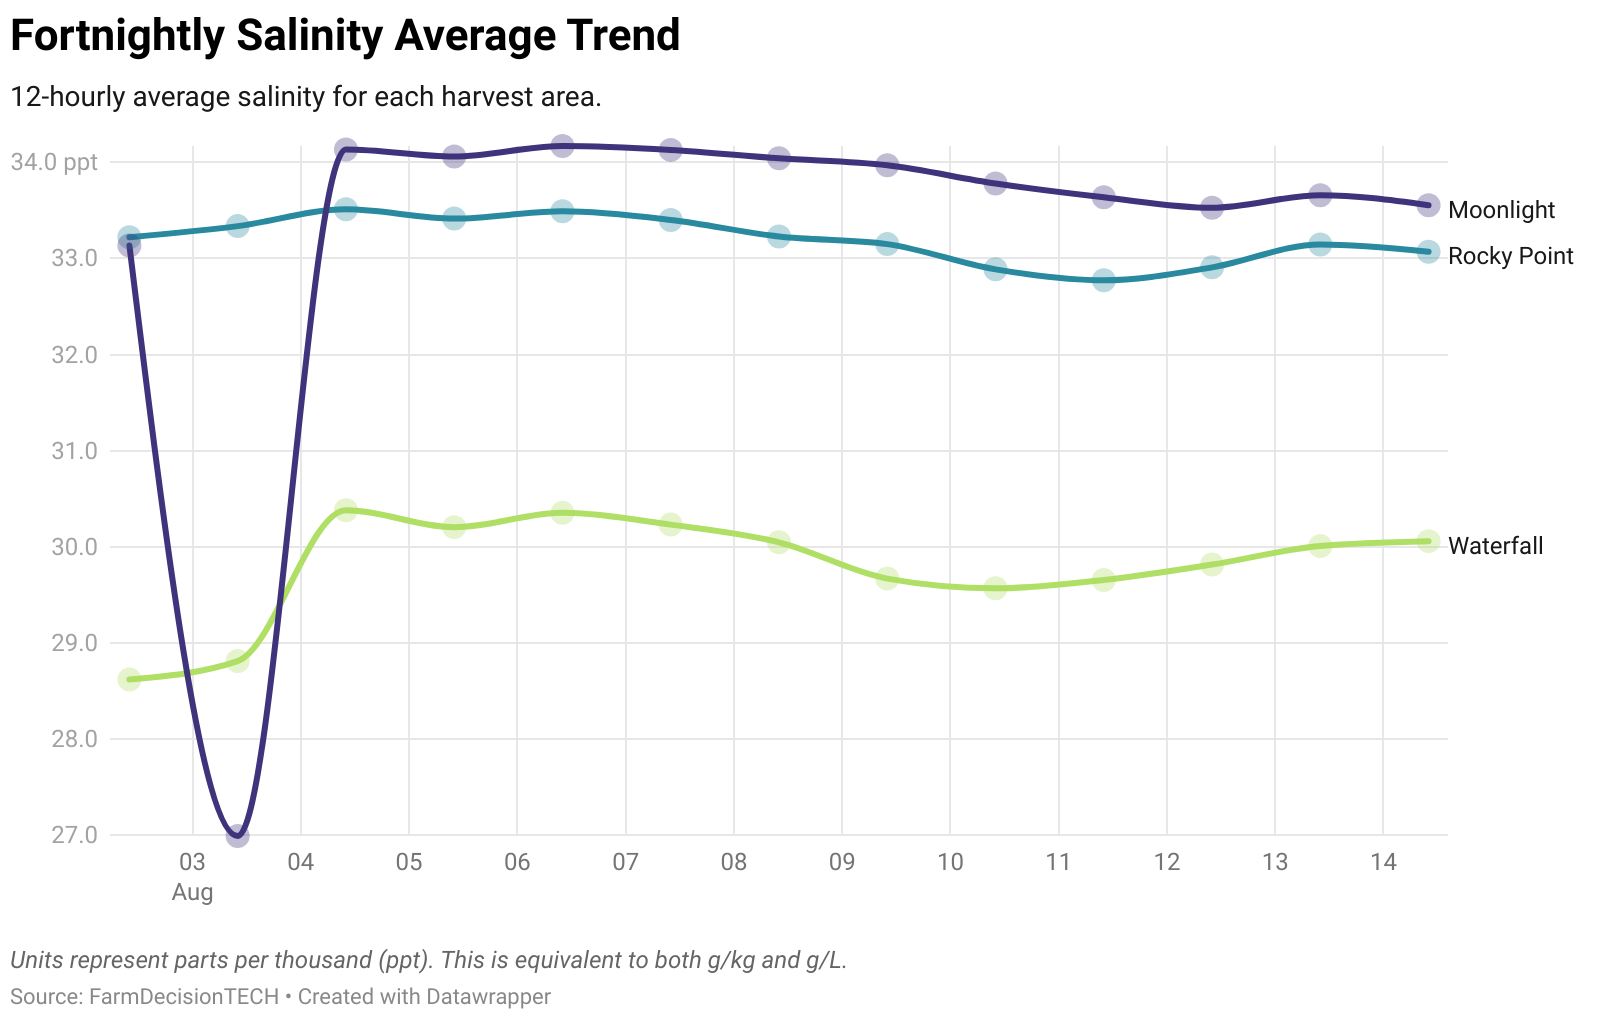 Fortnightly Salinity Average Trend
12-hourly average salinity for each harvest area.
34.0 ppt
33.0
32.0
31.0
30.0
29.0
28.0
27.0
Moonlight
Rocky Point
Waterfall
03 04 05 06 07 08 09 10 11 12 13 14
Aug
Units represent parts per thousand (ppt). This is equivalent to both g/kg and g/L.
Source: FarmDecisionTECH • Created with Datawrapper